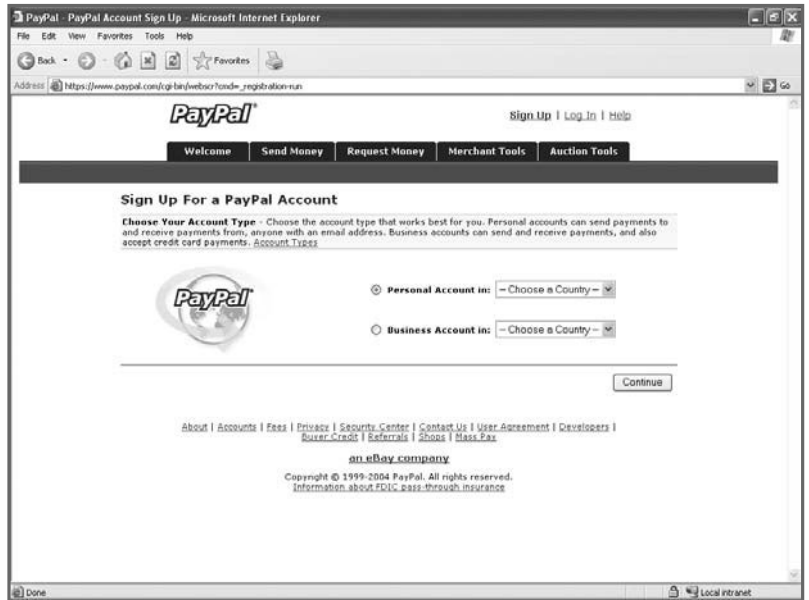 PayPal - PayPal Account Sign Up - Microsoft Internet Explorer
File Edit View Favorites Tools Help
Back Favorites
Address https://www.paypal.com/cgi-bin/webscr?cmd=_registration-run Go
PayPal® Sign Up | Log In | Help
Welcome Send Money Request Money Merchant Tools Auction Tools
Sign Up For a PayPal Account
Choose Your Account Type - Choose the account type that works best for you. Personal accounts can send payments to
and receive payments from, anyone with an email address. Business accounts can send and receive payments, and also
accept credit card payments. Account Types
PayPal
Personal Account in: -- Choose a Country --
Business Account in: -- Choose a Country --
Continue
About | Accounts | Fees | Privacy | Security Center | Contact Us | User Agreement | Developers |
Buyer Credit | Referrals | Shops | Mass Pay
an eBay company
Copyright © 1999-2004 PayPal. All rights reserved.
Information about FDIC pass-through insurance
Done Local intranet